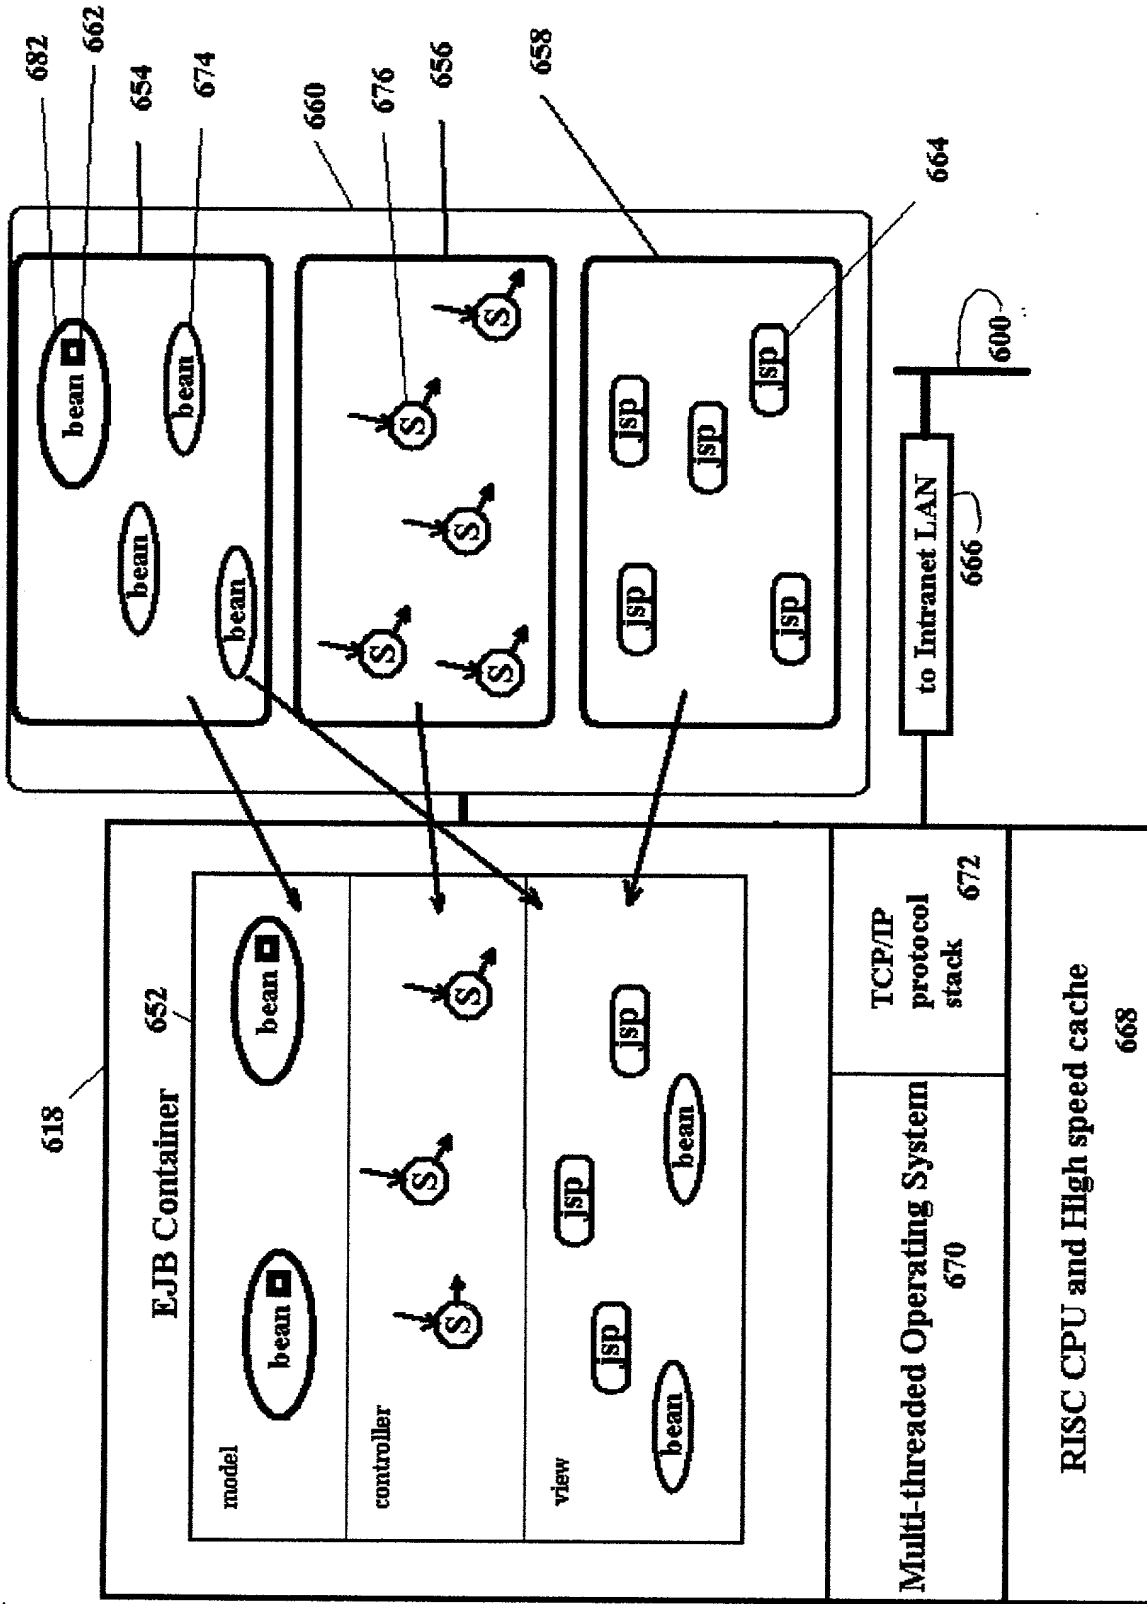 618
EJB Container
652
model
bean
bean
controller
S
S
S
view
jsp
jsp
jsp
bean
bean
Multi-threaded Operating System
670
TCP/IP
protocol
stack
672
RISC CPU and High speed cache
668
682
662
654
674
bean
bean
bean
bean
660
676
656
S
S
S
S
S
658
jsp
jsp
jsp
jsp
jsp
664
to Intranet LAN
666
600